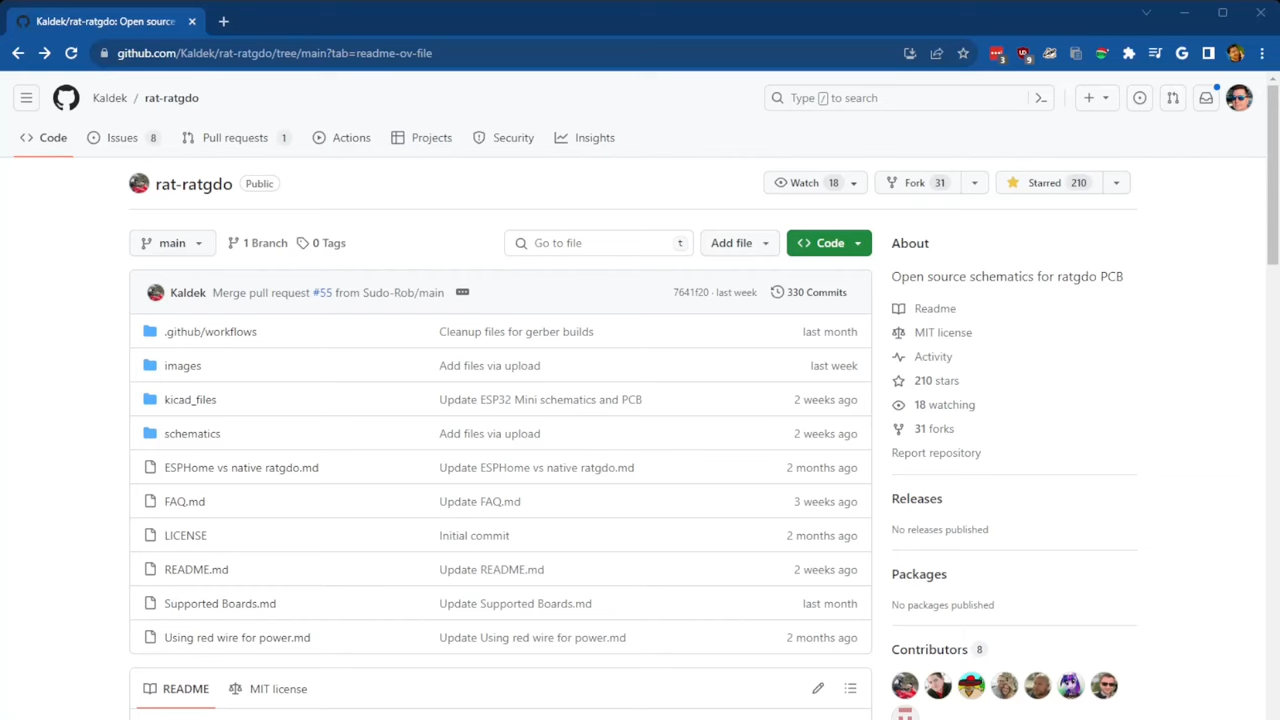 Kaldek/rat-ratgdo: Open source
github.com/Kaldek/rat-ratgdo/tree/main?tab=readme-ov-file
3
9
Kaldek / rat-ratgdo
Type / to search
Code
Issues 8
Pull requests 1
Actions
Projects
Security
Insights
rat-ratgdo Public
Watch 18
Fork 31
Starred 210
main
1 Branch
0 Tags
Go to file t
Add file
Code
Kaldek Merge pull request #55 from Sudo-Rob/main
7641f20 · last week
330 Commits
.github/workflows Cleanup files for gerber builds last month
images Add files via upload last week
kicad_files Update ESP32 Mini schematics and PCB 2 weeks ago
schematics Add files via upload 2 weeks ago
ESPHome vs native ratgdo.md Update ESPHome vs native ratgdo.md 2 months ago
FAQ.md Update FAQ.md 3 weeks ago
LICENSE Initial commit 2 months ago
README.md Update README.md 2 weeks ago
Supported Boards.md Update Supported Boards.md last month
Using red wire for power.md Update Using red wire for power.md 2 months ago
README
MIT license
About
Open source schematics for ratgdo PCB
Readme
MIT license
Activity
210 stars
18 watching
31 forks
Report repository
Releases
No releases published
Packages
No packages published
Contributors 8